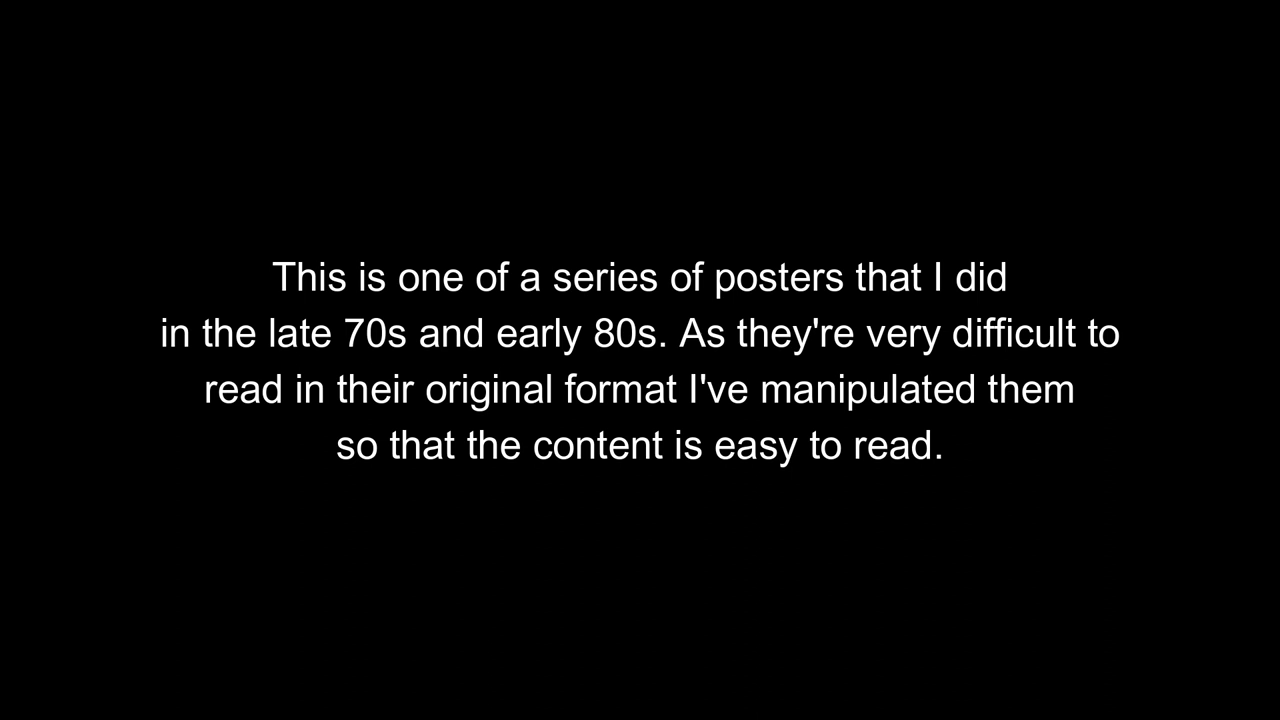 This is one of a series of posters that I did
in the late 70s and early 80s. As they're very difficult to
read in their original format I've manipulated them
so that the content is easy to read.